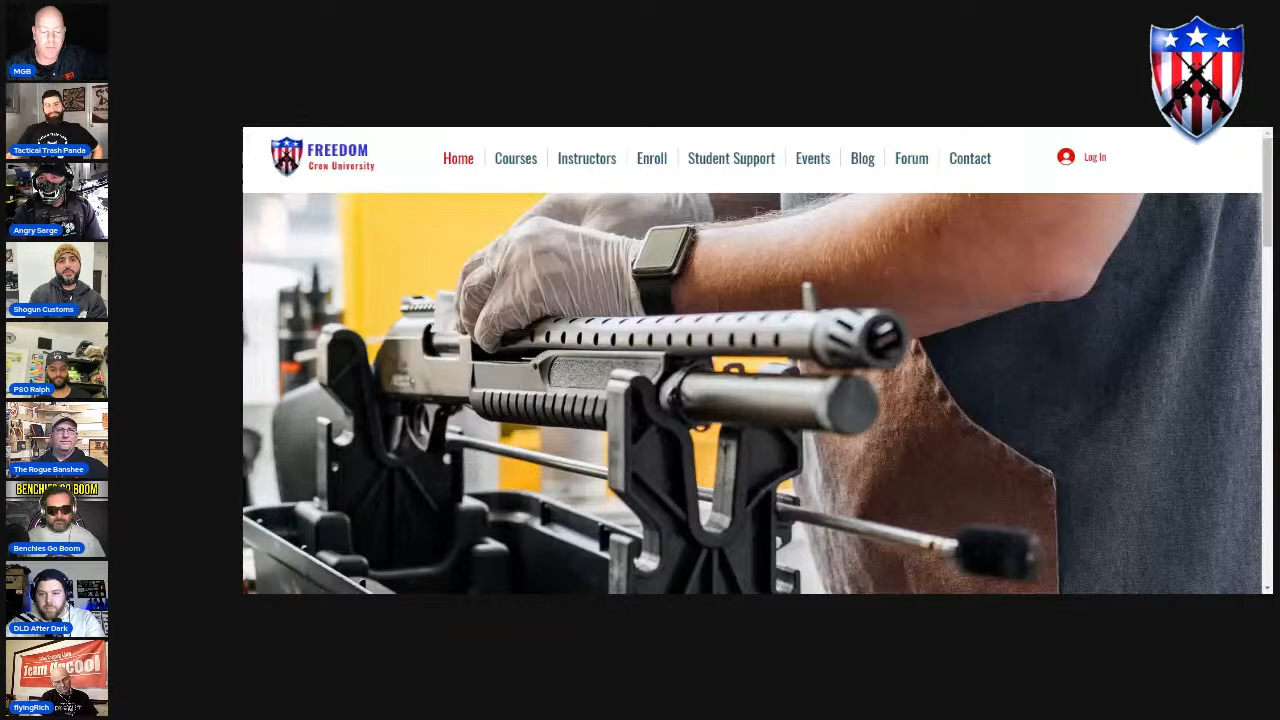 MGB
Tactical Trash Panda
Angry Sarge
Shogun Customs
PSO Ralph
The Rogue Banshee
BENCHIES GO BOOM
Benchies Go Boom
DLD After Dark
flyingRich
FREEDOM
Crow University
Home
Courses
Instructors
Enroll
Student Support
Events
Blog
Forum
Contact
Log In